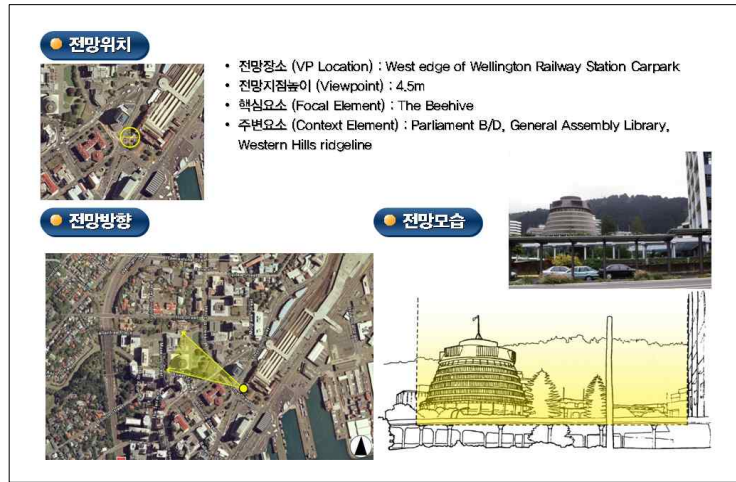 전망위치
• 전망장소 (VP Location) : West edge of Wellington Railway Station Carpark
• 전망지점높이 (Viewpoint) : 4.5m
• 핵심요소 (Focal Element) : The Beehive
• 주변요소 (Context Element) : Parliament B/D, General Assembly Library,
Western Hills ridgeline
전망방향
전망모습